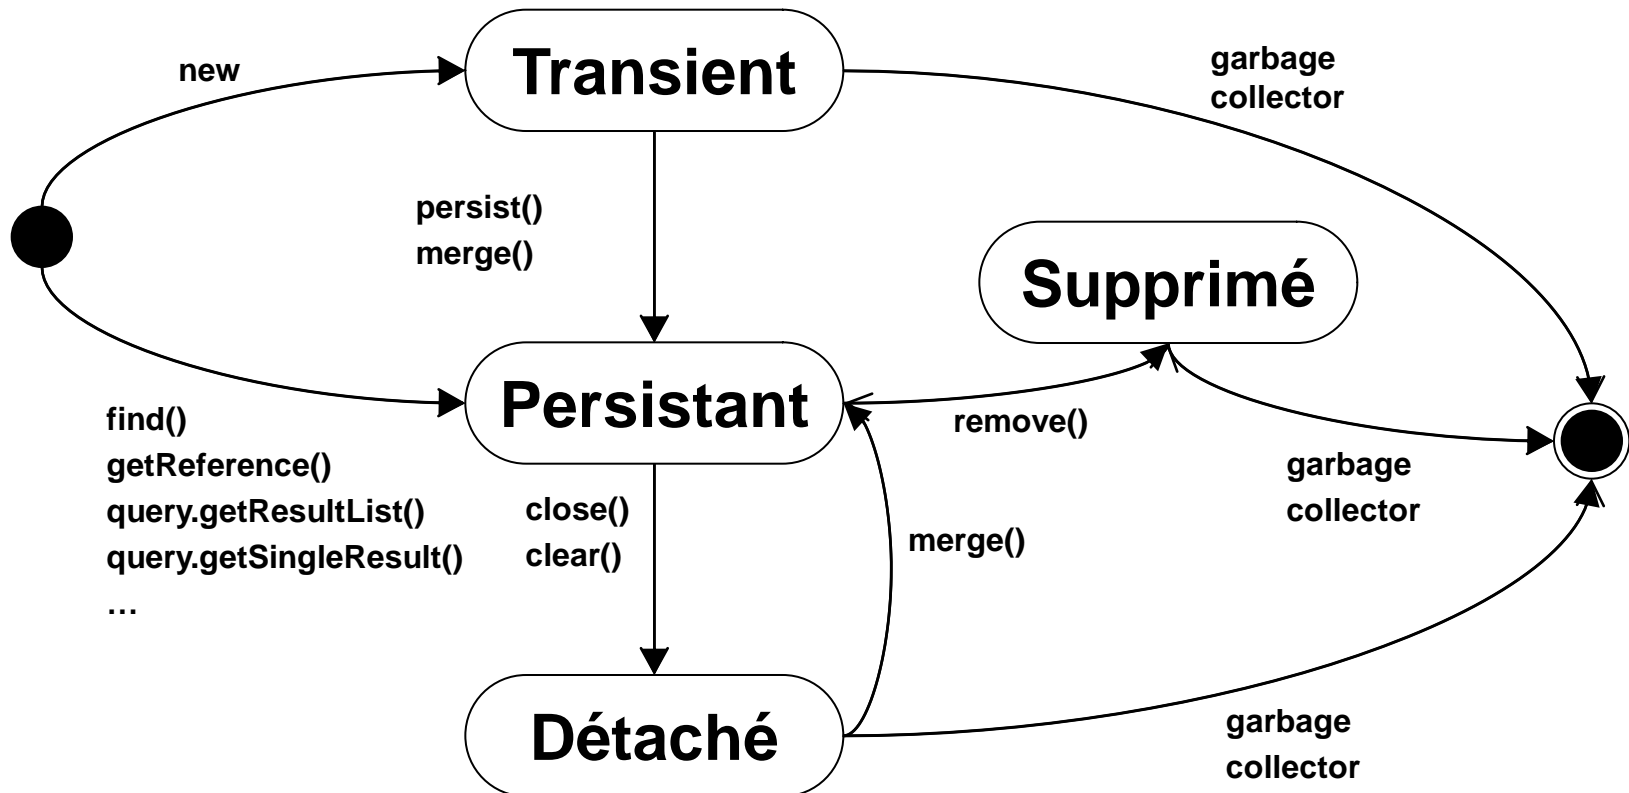 new
Transient
garbage
collector
persist()
merge()
Supprimé
Persistant
find()
getReference()
query.getResultList()
query.getSingleResult()
…
remove()
garbage
collector
close()
clear()
merge()
Détaché
garbage
collector